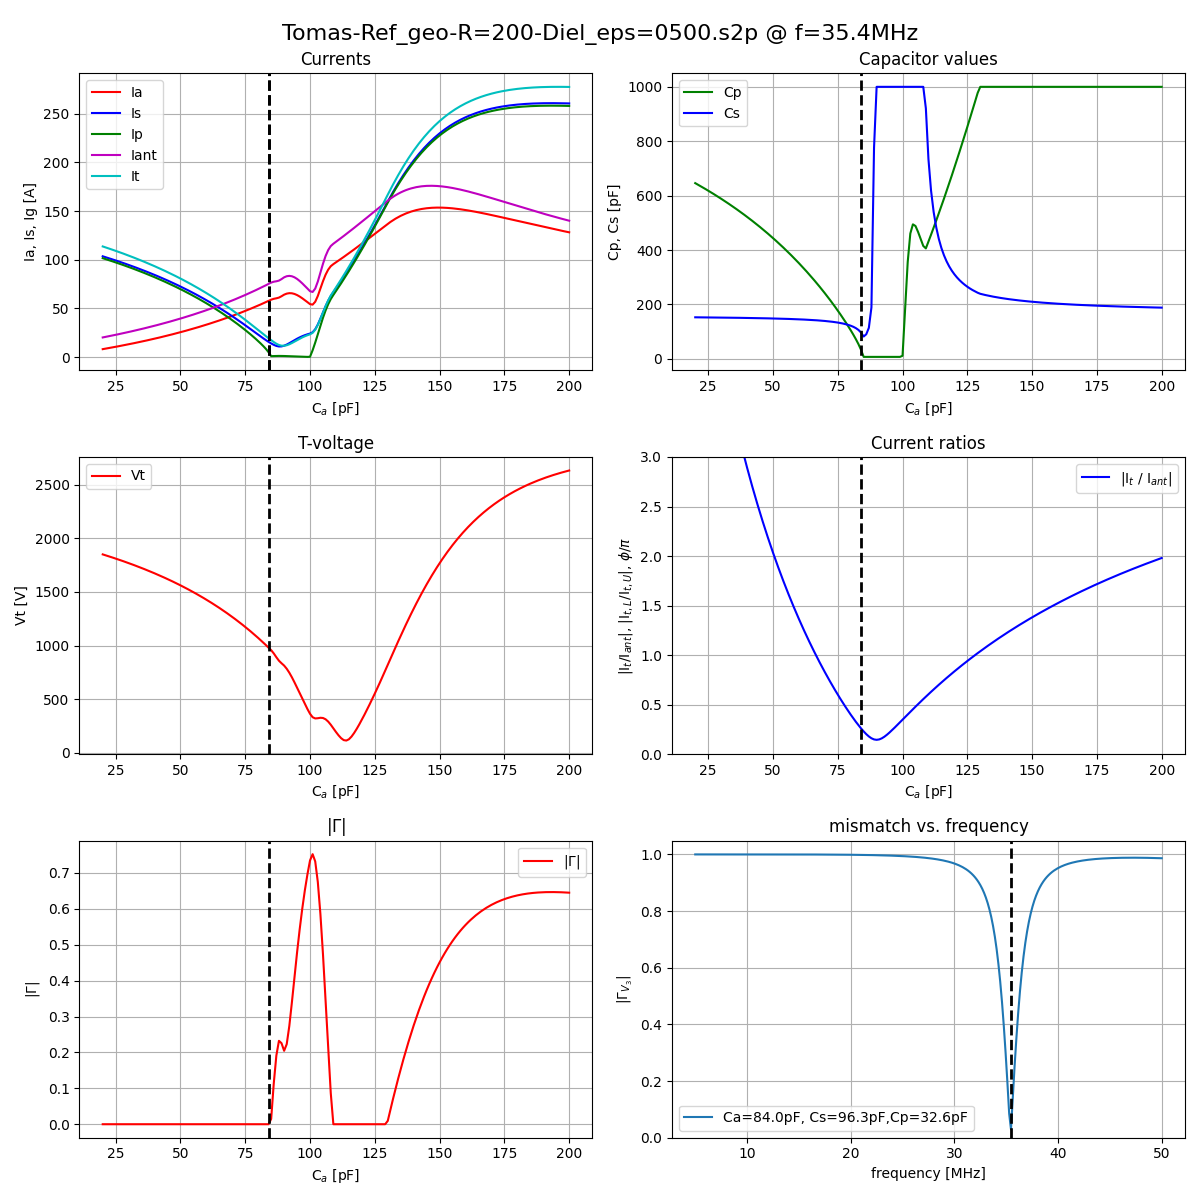 Tomas-Ref_geo-R=200-Diel_eps=0500.s2p @ f=35.4MHz
Currents
Ia, Is, Ig [A]
250
200
150
100
50
0
Ia
Is
Ip
Iant
It
25 50 75 100 125 150 175 200
Cₐ [pF]
Capacitor values
Cp, Cs [pF]
1000
800
600
400
200
0
Cp
Cs
25 50 75 100 125 150 175 200
Cₐ [pF]
T-voltage
Vt [V]
2500
2000
1500
1000
500
0
Vt
25 50 75 100 125 150 175 200
Cₐ [pF]
Current ratios
|I_t/I_ant|, |I_t,L/I_t,U|, ϕ/π
3.0
2.5
2.0
1.5
1.0
0.5
0.0
|I_t / I_ant|
25 50 75 100 125 150 175 200
Cₐ [pF]
|Γ|
|Γ|
0.7
0.6
0.5
0.4
0.3
0.2
0.1
0.0
|Γ|
25 50 75 100 125 150 175 200
Cₐ [pF]
mismatch vs. frequency
|Γ_V₃|
1.0
0.8
0.6
0.4
0.2
0.0
Ca=84.0pF, Cs=96.3pF,Cp=32.6pF
10 20 30 40 50
frequency [MHz]